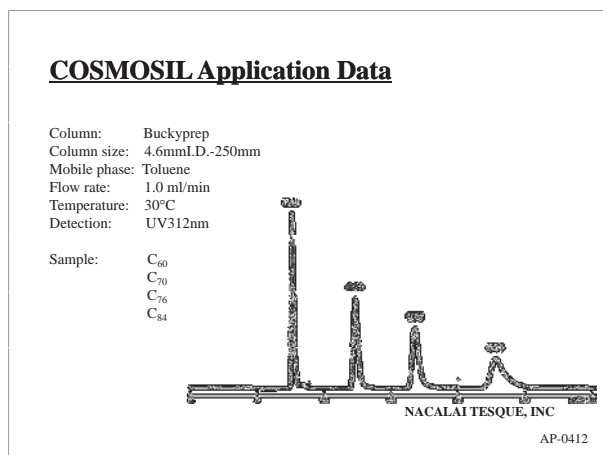 COSMOSIL Application Data
Column: Buckyprep
Column size: 4.6mmI.D.-250mm
Mobile phase: Toluene
Flow rate: 1.0 ml/min
Temperature: 30°C
Detection: UV312nm
Sample: C60
C70
C76
C84
NACALAI TESQUE, INC
AP-0412